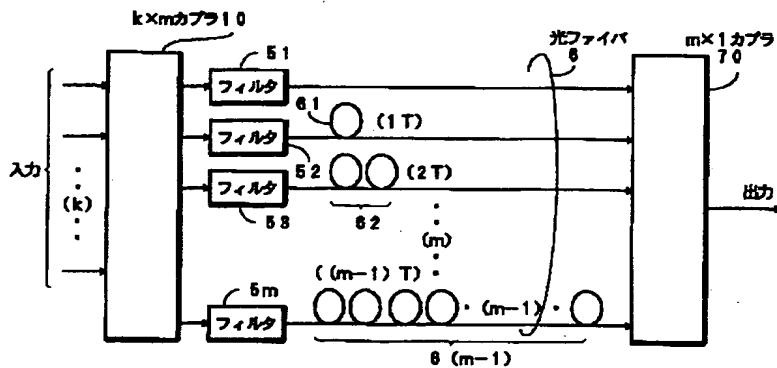 k×mカプラ10
51
フィルタ
光ファイバ
6
m×1カプラ
70
61
(1T)
フィルタ
52
(2T)
フィルタ
53
62
入力
(k)
(m)
出力
((m-1)T)
5m
フィルタ
(m-1)
6(m-1)